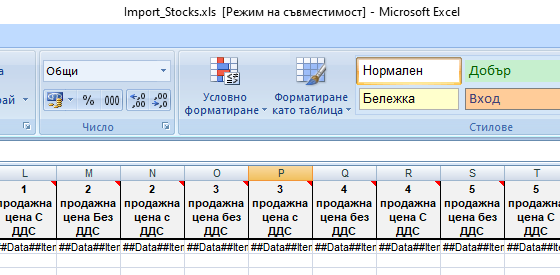 Import_Stocks.xls [Режим на съвместимост] - Microsoft Excel
Общи
Условно
форматиране
Форматиране
като таблица
Нормален
Добър
Бележка
Вход
% 000
Число
Стилове
L M N O P Q R S T
1 2 2 3 3 4 4 5 5
продажна продажна продажна продажна продажна продажна продажна продажна продажна
цена С цена Без цена с цена без цена с цена без цена С цена без цена с
ДДС ДДС ДДС ДДС ДДС ДДС ДДС ДДС ДДС
##Data##Iter ##Data##Iter ##Data##Iter ##Data##Iter ##Data##Iter ##Data##Iter ##Data##Iter ##Data##Iter ##Data##Iter